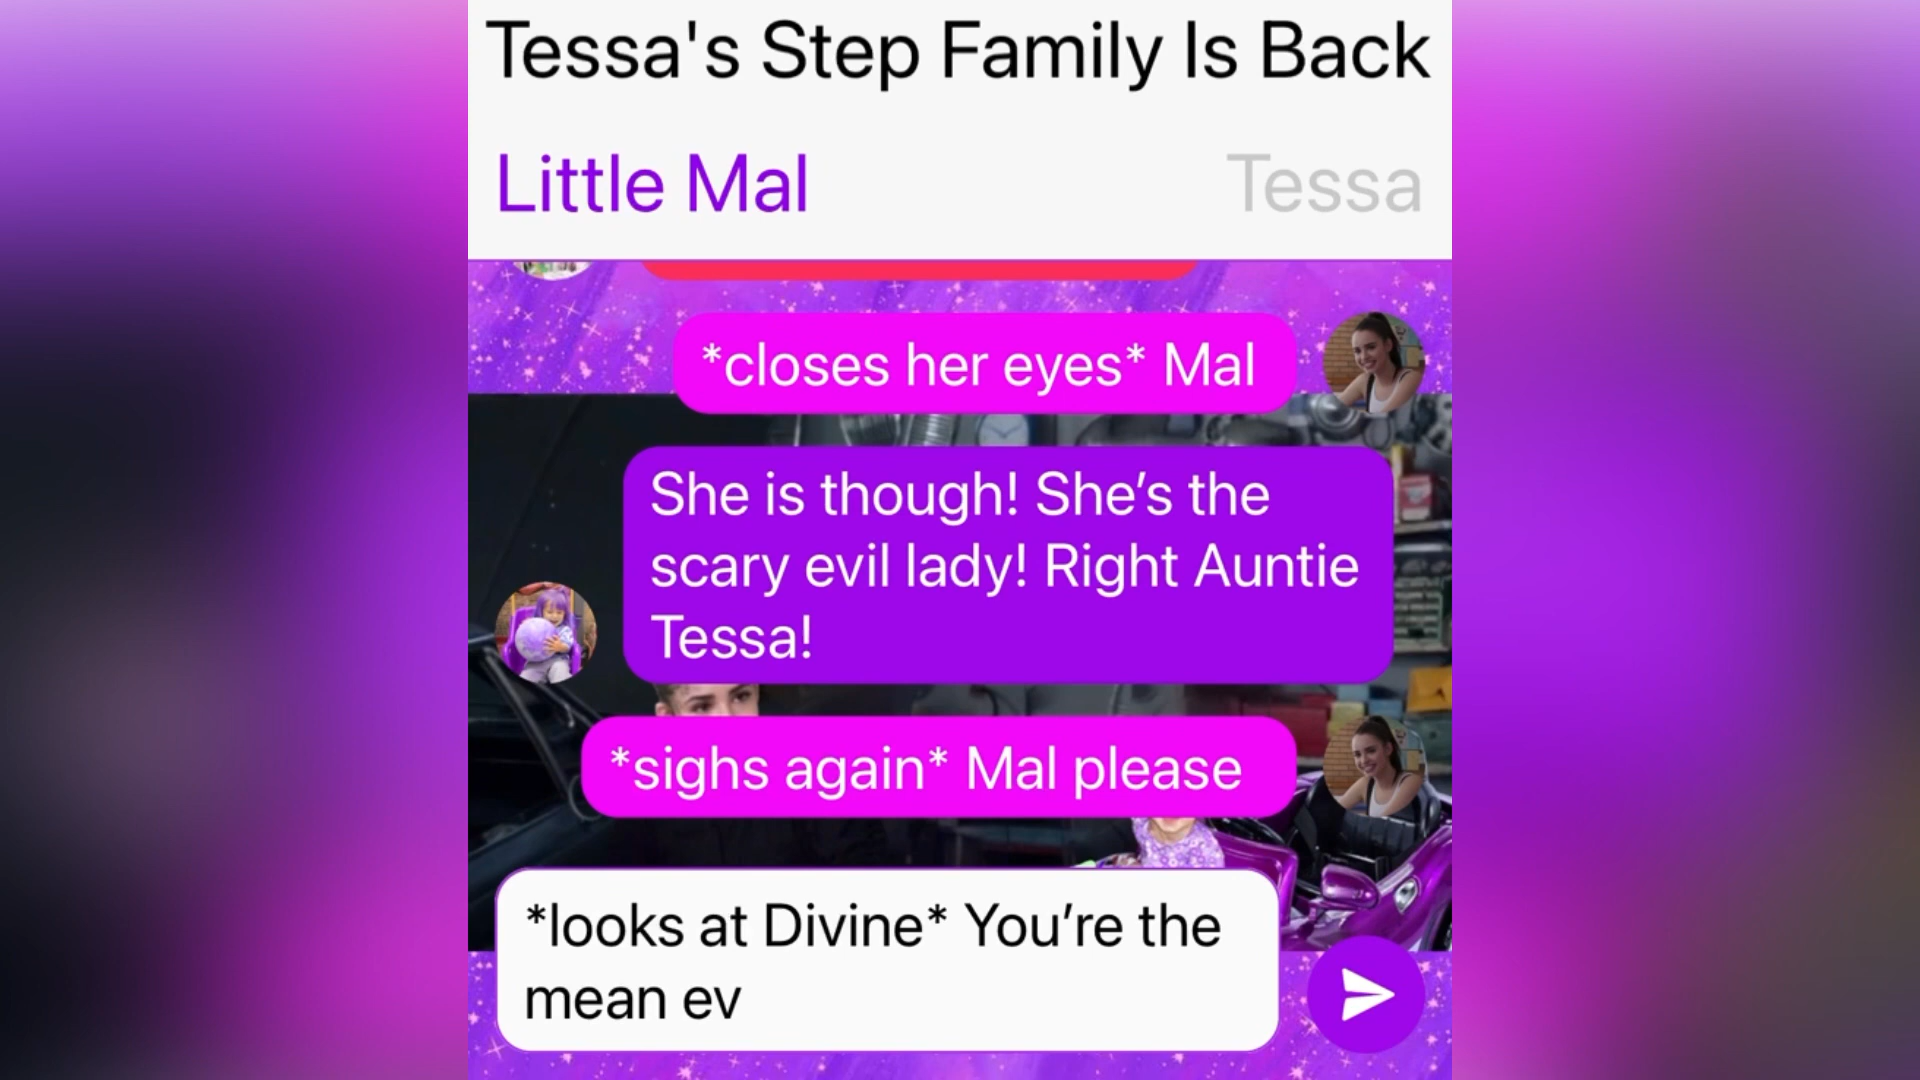 Tessa's Step Family Is Back
Little Mal
Tessa
*closes her eyes* Mal
She is though! She’s the
scary evil lady! Right Auntie
Tessa!
*sighs again* Mal please
*looks at Divine* You’re the
mean ev